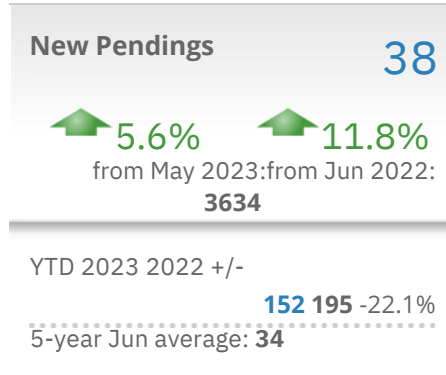 New Pendings 38
5.6% 11.8%
from May 2023:from Jun 2022:
3634
YTD 2023 2022 +/-
152 195 -22.1%
5-year Jun average: 34